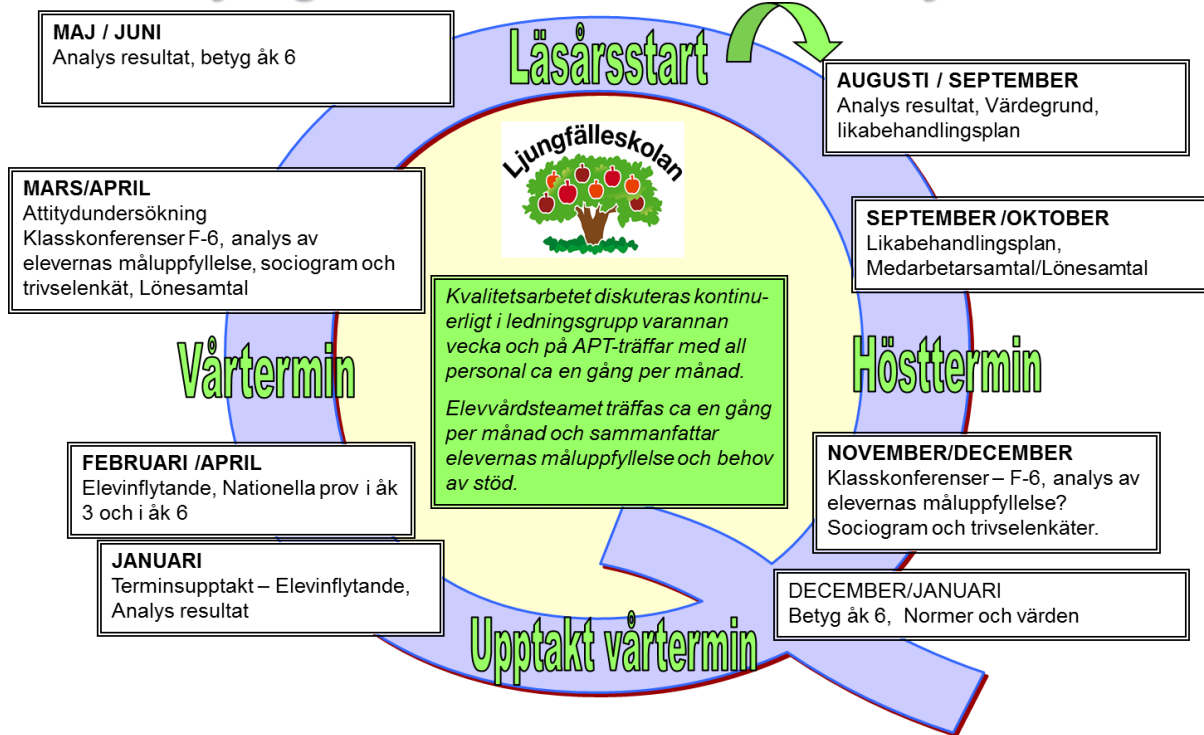 Läsårsstart
MAJ / JUNI
Analys resultat, betyg åk 6
AUGUSTI / SEPTEMBER
Analys resultat, Värdegrund,
likabehandlingsplan
Ljungfälleskolan
MARS/APRIL
Attitydundersökning
Klasskonferenser F-6, analys av
elevernas måluppfyllelse, sociogram och
trivselenkät, Lönesamtal
SEPTEMBER /OKTOBER
Likabehandlingsplan,
Medarbetarsamtal/Lönesamtal
Kvalitetsarbetet diskuteras kontinu-
erligt i ledningsgrupp varannan
vecka och på APT-träffar med all
personal ca en gång per månad.
Elevvårdsteamet träffas ca en gång
per månad och sammanfattar
elevernas måluppfyllelse och behov
av stöd.
Vårtermin
Hösttermin
FEBRUARI /APRIL
Elevinflytande, Nationella prov i åk
3 och i åk 6
NOVEMBER/DECEMBER
Klasskonferenser – F-6, analys av
elevernas måluppfyllelse?
Sociogram och trivselenkäter.
JANUARI
Terminsupptakt – Elevinflytande,
Analys resultat
DECEMBER/JANUARI
Betyg åk 6,  Normer och värden
Upptakt vårtermin